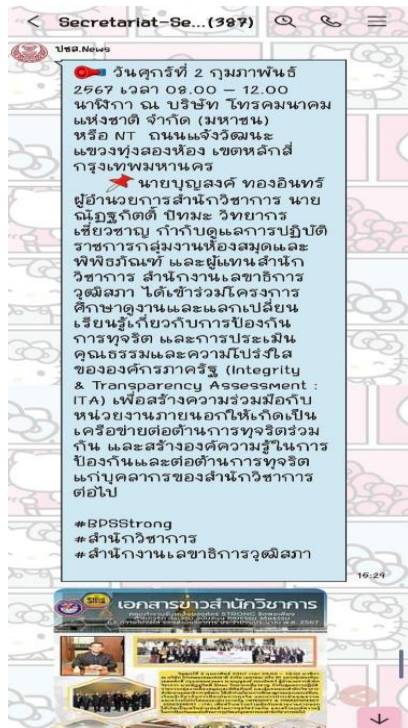 Secretariat-Se...(387)
ปชส.News
วันศุกร์ที่ 2 กุมภาพันธ์
2567 เวลา 09.00 – 12.00
นาฬิกา ณ บริษัท โทรคมนาคม
แห่งชาติ จำกัด (มหาชน)
หรือ NT ถนนแจ้งวัฒนะ
แขวงทุ่งสองห้อง เขตหลักสี่
กรุงเทพมหานคร
นายบุญสงค์ ทองอินทร์
ผู้อำนวยการสำนักวิชาการ นาย
ณัฏฐกิตติ์ ปัทมะ วิทยากร
เชี่ยวชาญ กำกับดูแลการปฏิบัติ
ราชการกลุ่มงานห้องสมุดและ
พิพิธภัณฑ์ และผู้แทนสำนัก
วิชาการ สำนักงานเลขาธิการ
วุฒิสภา ได้เข้าร่วมโครงการ
ศึกษาดูงานและแลกเปลี่ยน
เรียนรู้เกี่ยวกับการป้องกัน
การทุจริต และการประเมิน
คุณธรรมและความโปร่งใส
ขององค์กรภาครัฐ (Integrity
& Transparency Assessment :
ITA) เพื่อสร้างความร่วมมือกับ
หน่วยงานภายนอกให้เกิดเป็น
เครือข่ายต่อต้านการทุจริตร่วม
กัน และสร้างองค์ความรู้ในการ
ป้องกันและต่อต้านการทุจริต
แก่บุคลากรของสำนักวิชาการ
ต่อไป
#BPSStrong
#สำนักวิชาการ
#สำนักงานเลขาธิการวุฒิสภา
15:29
เอกสารข่าวสำนักวิชาการ